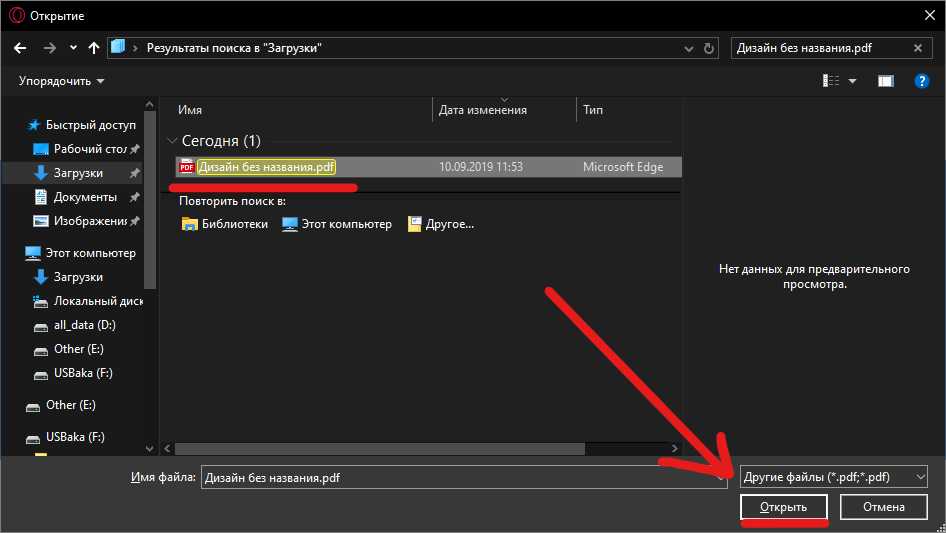 Открытие
Результаты поиска в "Загрузки"
Дизайн без названия.pdf
Упорядочить
Имя
Дата изменения
Тип
Быстрый доступ
Рабочий стол
Загрузки
Документы
Изображения
Этот компьютер
Загрузки
Локальный диск
all_data (D:)
Other (E:)
USBaka (F:)
Other (E:)
USBaka (F:)
Сегодня (1)
Дизайн без названия.pdf
10.09.2019 11:53
Microsoft Edge
Повторить поиск в:
Библиотеки
Этот компьютер
Другое...
Нет данных для предварительного
просмотра.
Имя файла:
Дизайн без названия.pdf
Другие файлы (*.pdf;*.pdf)
Открыть
Отмена